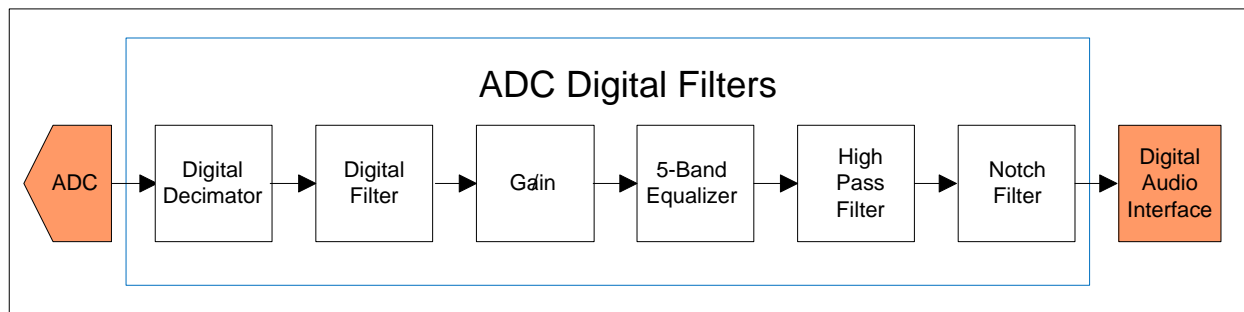 ADC Digital Filters
ADC
Digital
Decimator
Digital
Filter
Gain
5-Band
Equalizer
High
Pass
Filter
Notch
Filter
Digital
Audio
Interface